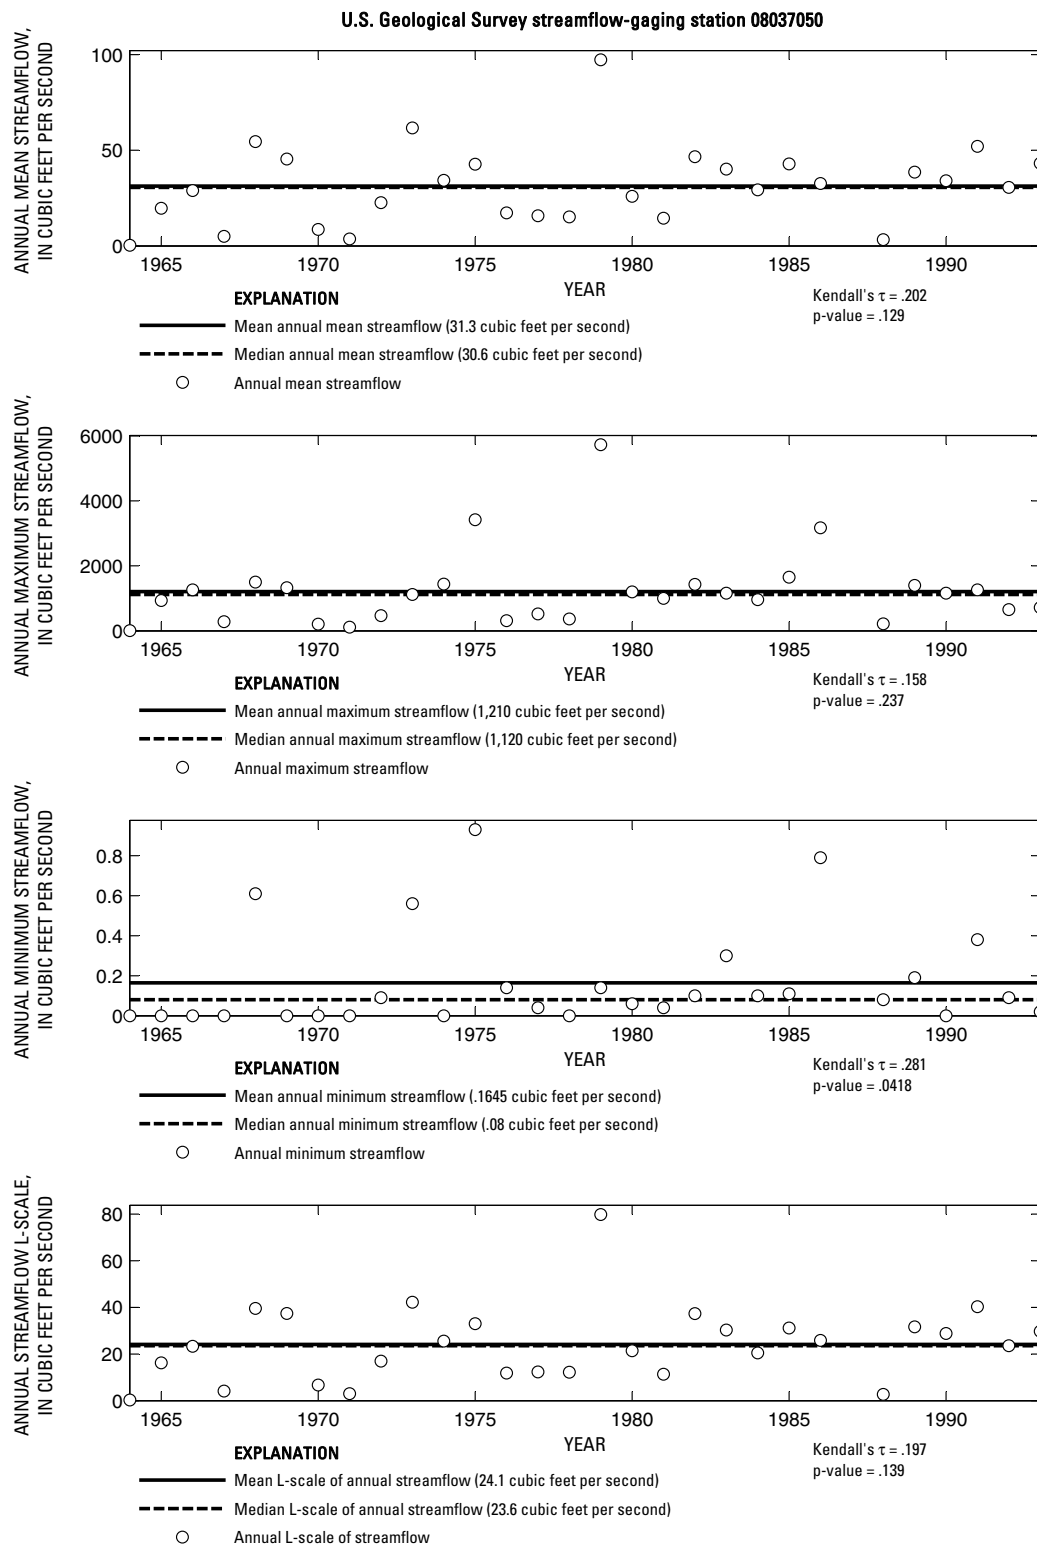 U.S. Geological Survey streamflow-gaging station 08037050
ANNUAL MEAN STREAMFLOW,
IN CUBIC FEET PER SECOND
100
50
0
1965 1970 1975 1980 1985 1990
YEAR
Kendall's τ = .202
p-value = .129
EXPLANATION
Mean annual mean streamflow (31.3 cubic feet per second)
Median annual mean streamflow (30.6 cubic feet per second)
Annual mean streamflow
ANNUAL MAXIMUM STREAMFLOW,
IN CUBIC FEET PER SECOND
6000
4000
2000
0
1965 1970 1975 1980 1985 1990
YEAR
Kendall's τ = .158
p-value = .237
EXPLANATION
Mean annual maximum streamflow (1,210 cubic feet per second)
Median annual maximum streamflow (1,120 cubic feet per second)
Annual maximum streamflow
ANNUAL MINIMUM STREAMFLOW,
IN CUBIC FEET PER SECOND
0.8
0.6
0.4
0.2
0
1965 1970 1975 1980 1985 1990
YEAR
Kendall's τ = .281
p-value = .0418
EXPLANATION
Mean annual minimum streamflow (.1645 cubic feet per second)
Median annual minimum streamflow (.08 cubic feet per second)
Annual minimum streamflow
ANNUAL STREAMFLOW L-SCALE,
IN CUBIC FEET PER SECOND
80
60
40
20
0
1965 1970 1975 1980 1985 1990
YEAR
Kendall's τ = .197
p-value = .139
EXPLANATION
Mean L-scale of annual streamflow (24.1 cubic feet per second)
Median L-scale of annual streamflow (23.6 cubic feet per second)
Annual L-scale of streamflow